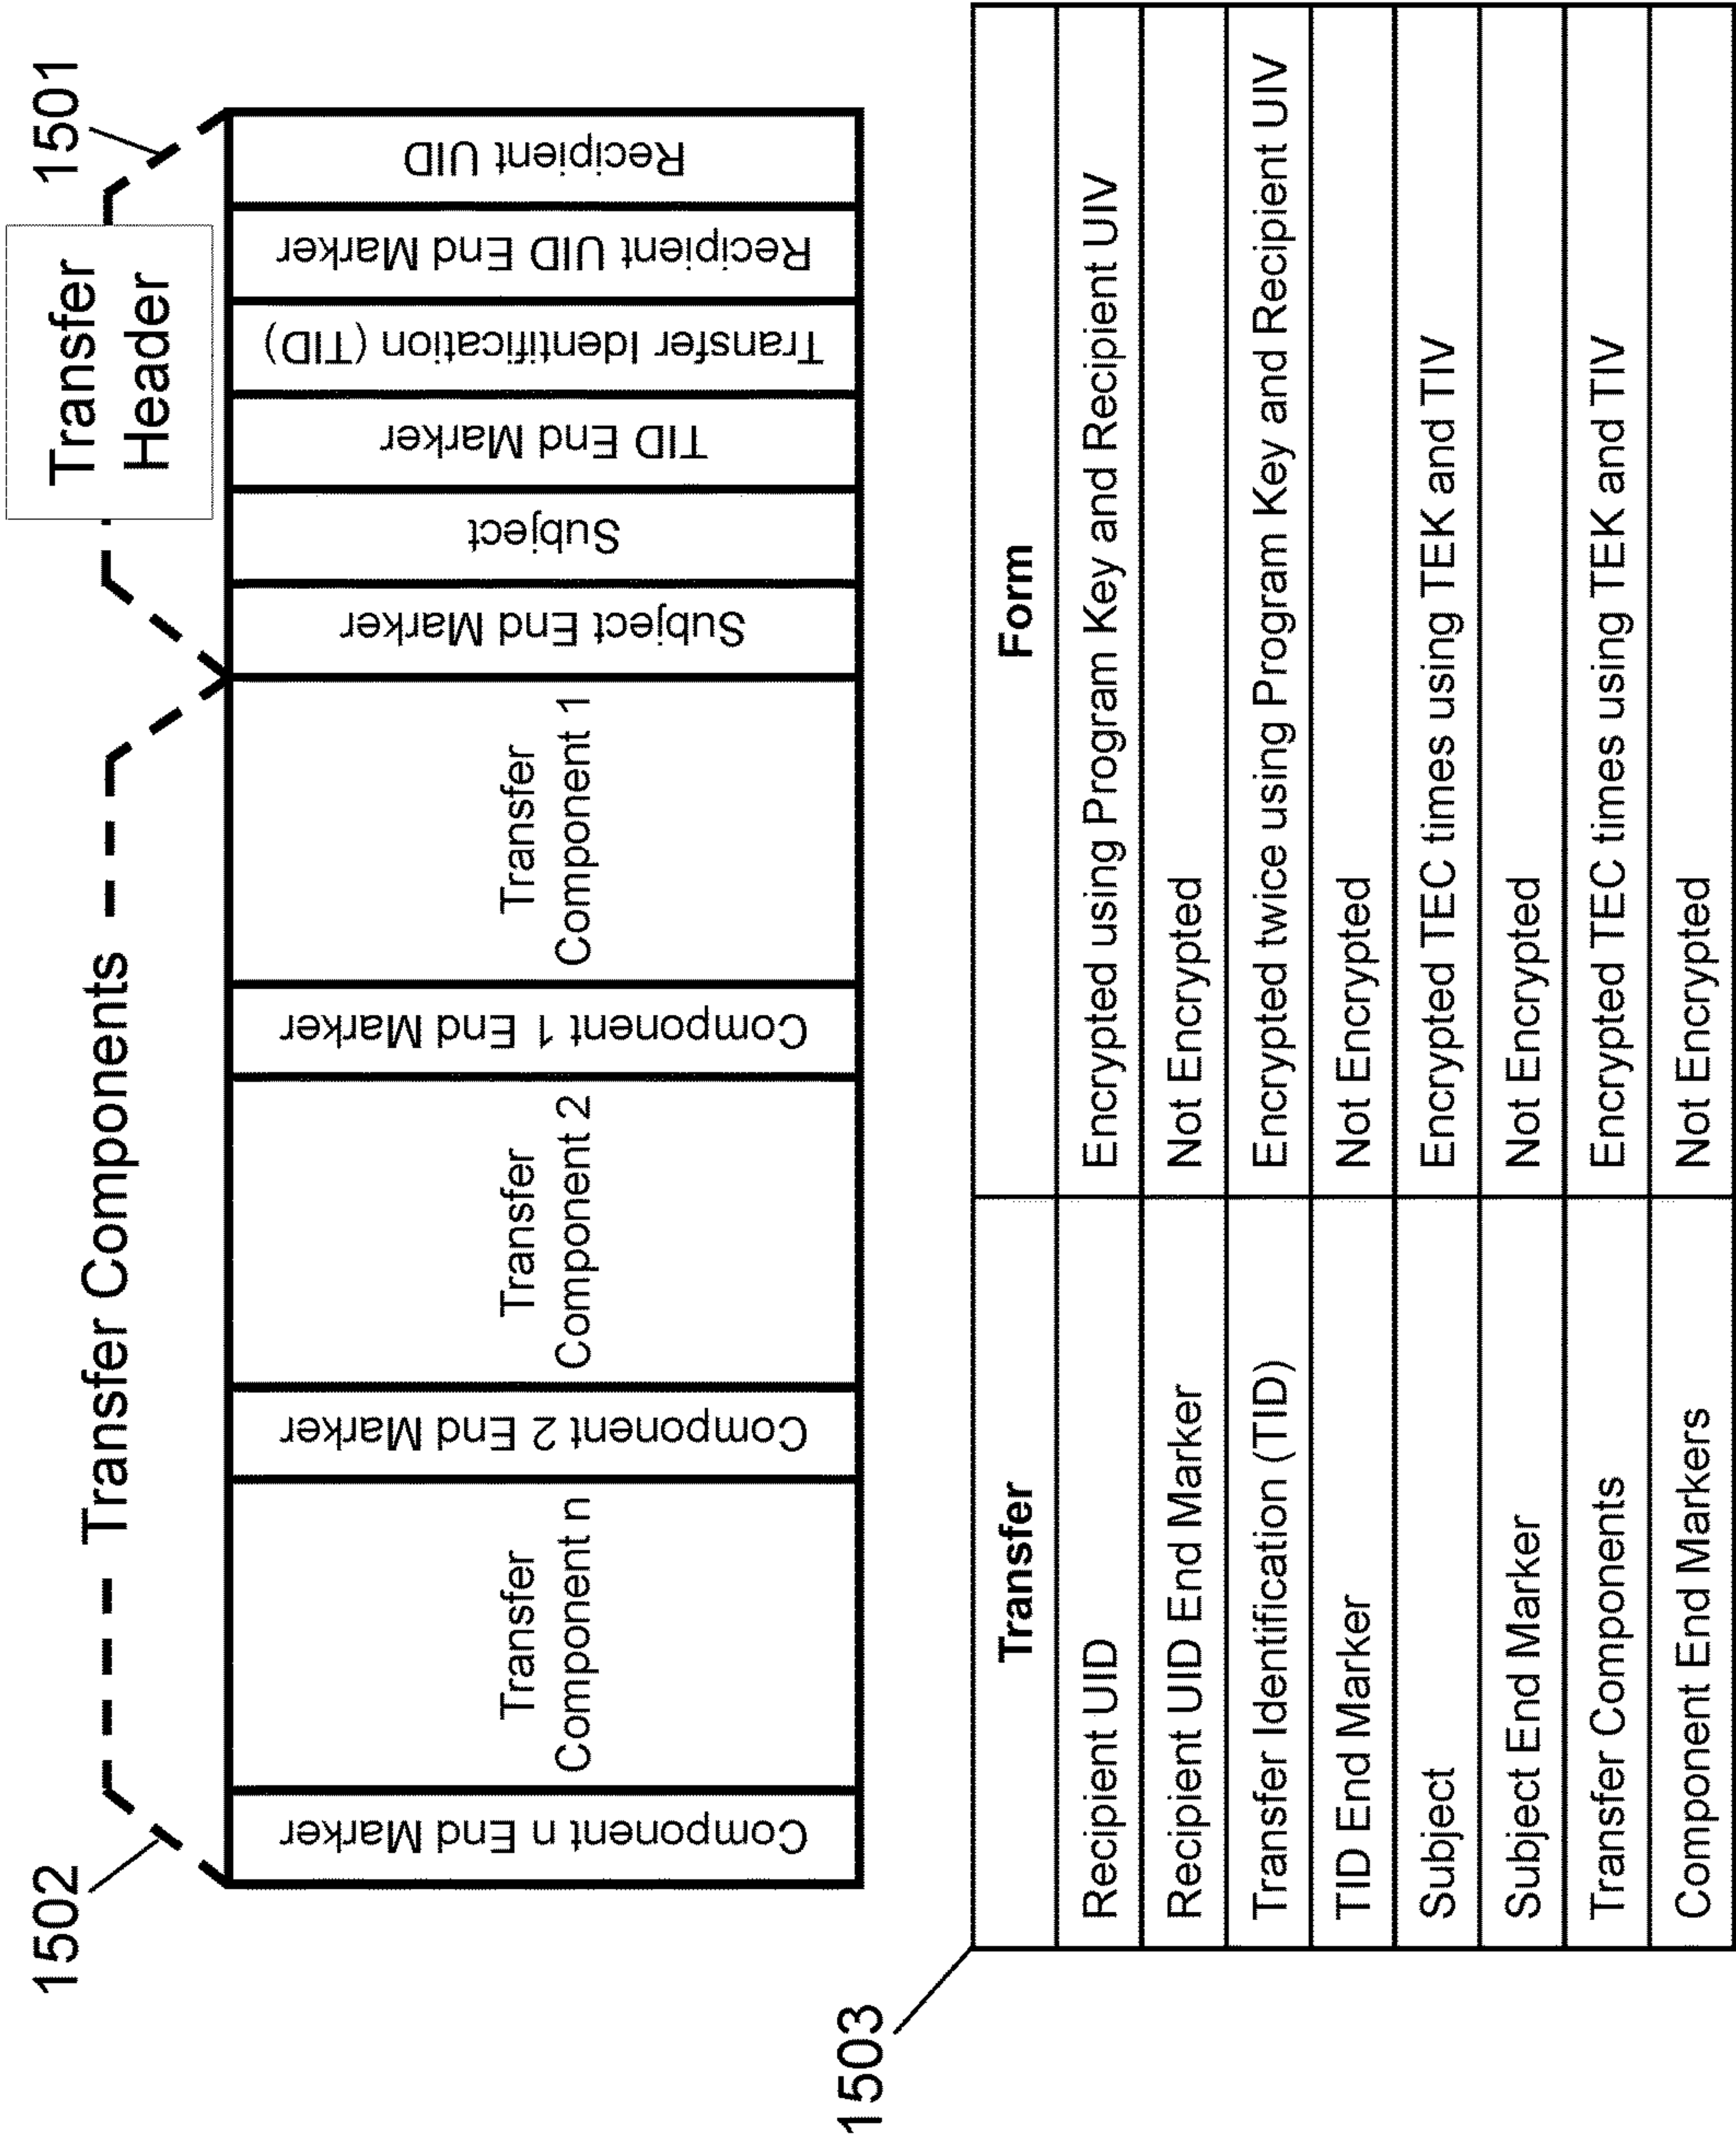 1502
Transfer Components
Transfer
Header
1501
Component n End Marker
Transfer
Component n
Component 2 End Marker
Transfer
Component 2
Component 1 End Marker
Transfer
Component 1
Subject End Marker
Subject
TID End Marker
Transfer Identification (TID)
Recipient UID End Marker
Recipient UID
1503
Transfer Form
Recipient UID Encrypted using Program Key and Recipient UIV
Recipient UID End Marker Not Encrypted
Transfer Identification (TID) Encrypted twice using Program Key and Recipient UIV
TID End Marker Not Encrypted
Subject Encrypted TEC times using TEK and TIV
Subject End Marker Not Encrypted
Transfer Components Encrypted TEC times using TEK and TIV
Component End Markers Not Encrypted